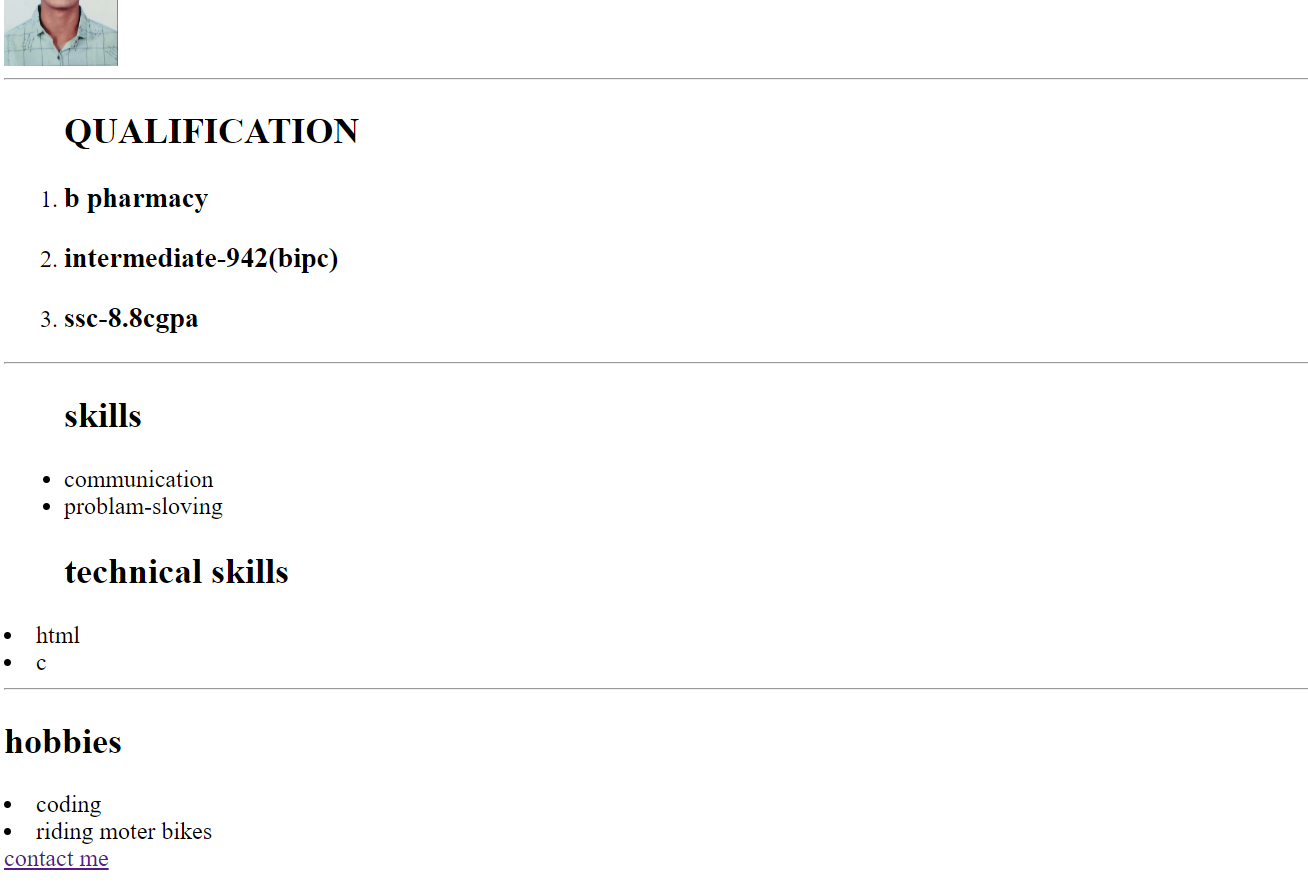 QUALIFICATION
1. b pharmacy
2. intermediate-942(bipc)
3. ssc-8.8cgpa
skills
• communication
• problam-sloving
technical skills
• html
• c
hobbies
• coding
• riding moter bikes
contact me